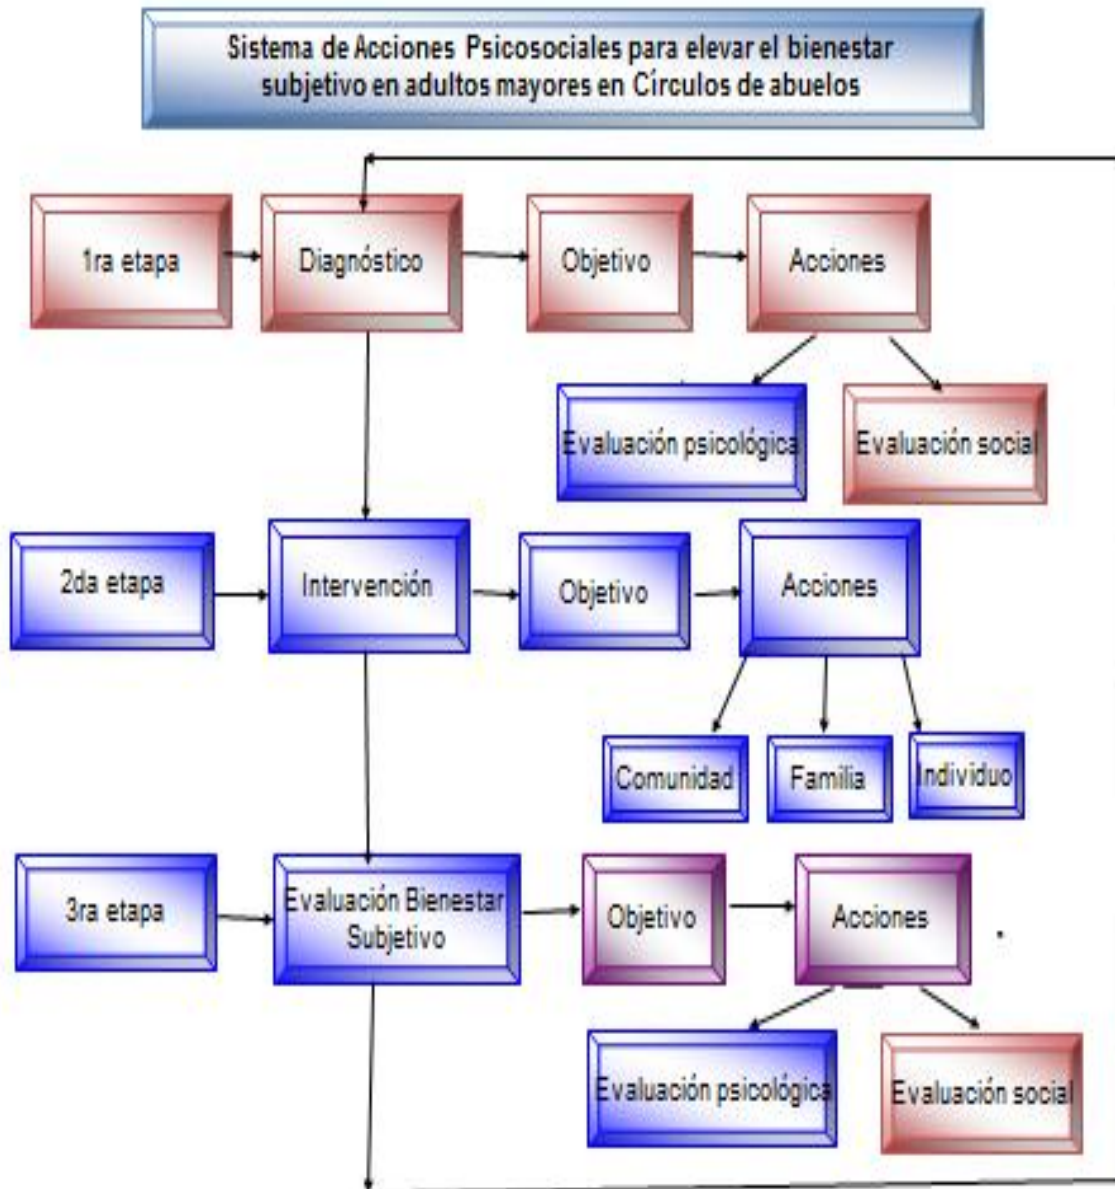 Sistema de Acciones Psicosociales para elevar el bienestar
subjetivo en adultos mayores en Círculos de abuelos
1ra etapa
Diagnóstico
Objetivo
Acciones
Evaluación psicológica
Evaluación social
2da etapa
Intervención
Objetivo
Acciones
Comunidad
Familia
Individuo
3ra etapa
Evaluación Bienestar
Subjetivo
Objetivo
Acciones
Evaluación psicológica
Evaluación social